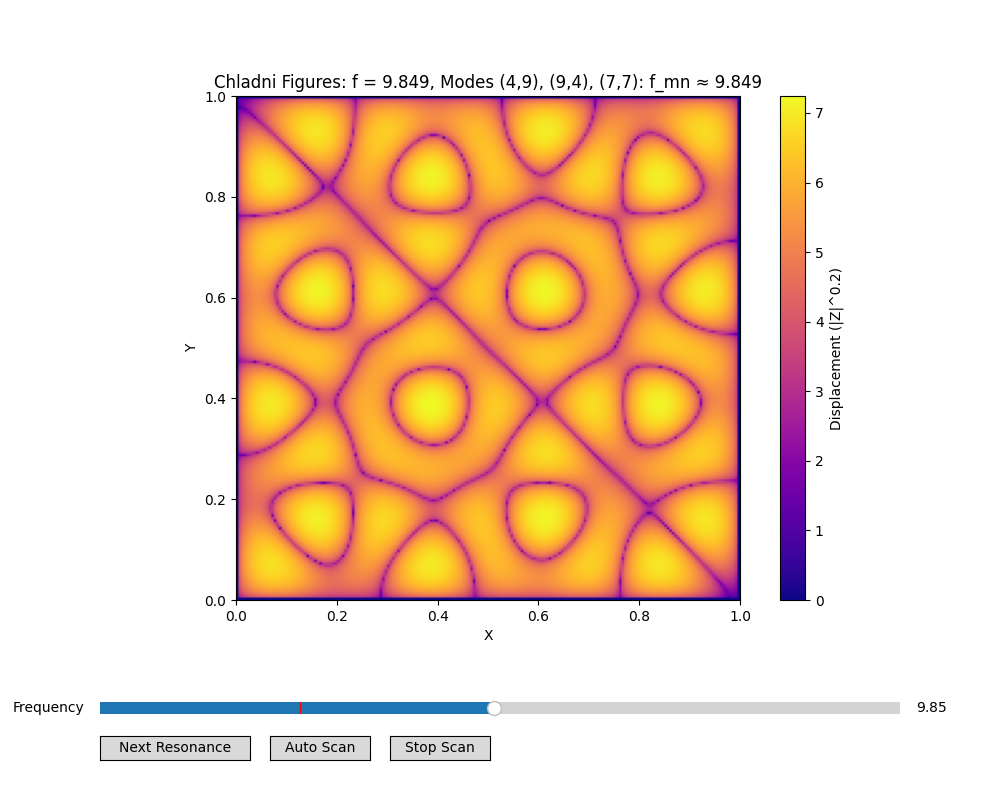 Chladni Figures: f = 9.849, Modes (4,9), (9,4), (7,7): f_mn ≈ 9.849
1.0
0.8
0.6
0.4
0.2
0.0
Y
0.0 0.2 0.4 0.6 0.8 1.0
X
7
6
5
4
3
2
1
0
Displacement (|Z|^0.2)
Frequency 9.85
Next Resonance Auto Scan Stop Scan